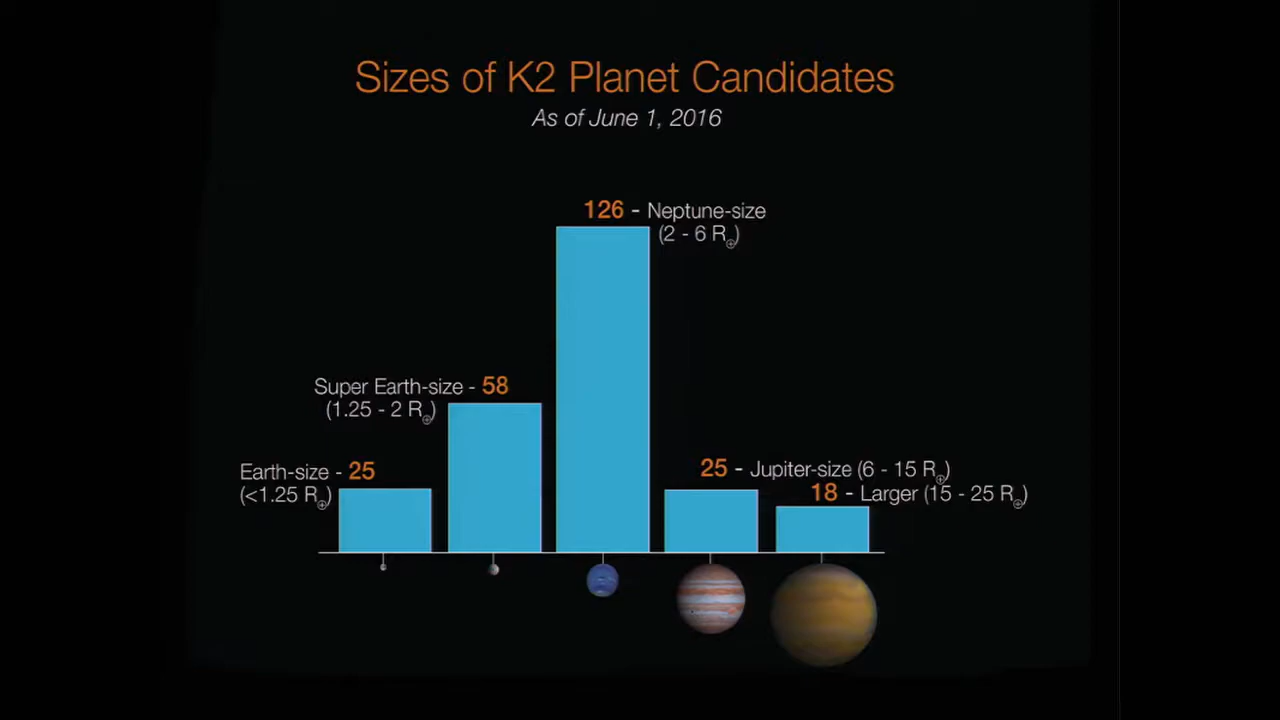 Sizes of K2 Planet Candidates
As of June 1, 2016
126 - Neptune-size
(2 - 6 R⊕)
Super Earth-size - 58
(1.25 - 2 R⊕)
Earth-size - 25
(<1.25 R⊕)
25 - Jupiter-size (6 - 15 R⊕)
18 - Larger (15 - 25 R⊕)